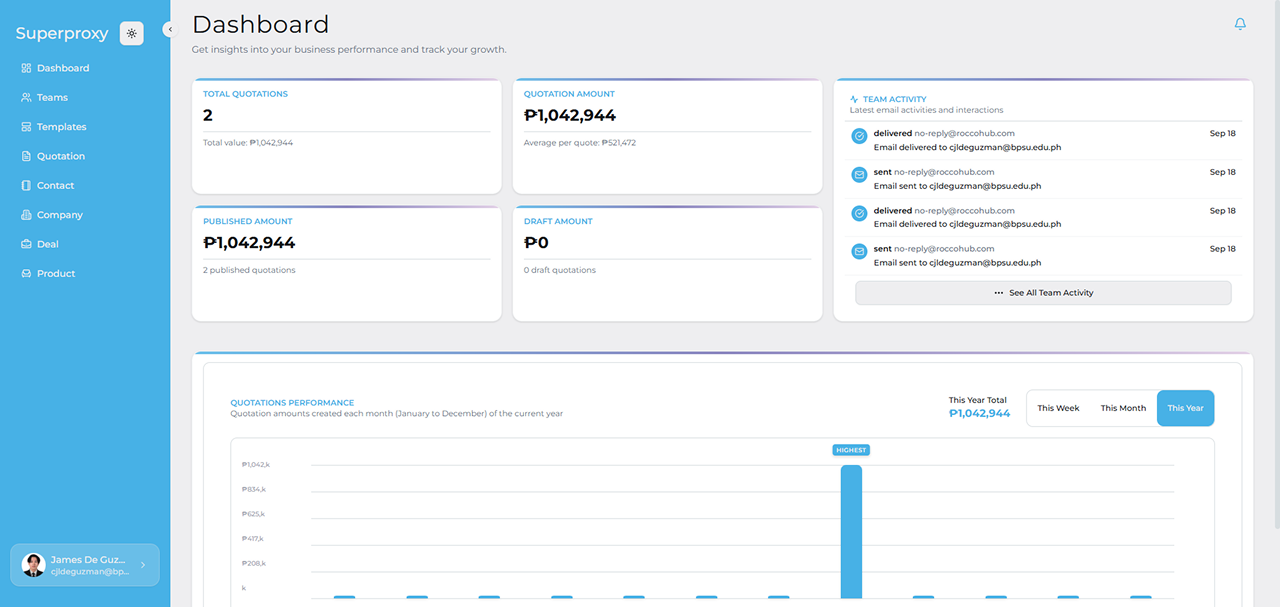 Superproxy
Dashboard
Teams
Templates
Quotation
Contact
Company
Deal
Product
James De Guz...
cjldeguzman@bp...
Dashboard
Get insights into your business performance and track your growth.
TOTAL QUOTATIONS
2
Total value: ₱1,042,944
QUOTATION AMOUNT
₱1,042,944
Average per quote: ₱521,472
PUBLISHED AMOUNT
₱1,042,944
2 published quotations
DRAFT AMOUNT
₱0
0 draft quotations
TEAM ACTIVITY
Latest email activities and interactions
delivered no-reply@roccohub.com Sep 18
Email delivered to cjldeguzman@bpsu.edu.ph
sent no-reply@roccohub.com Sep 18
Email sent to cjldeguzman@bpsu.edu.ph
delivered no-reply@roccohub.com Sep 18
Email delivered to cjldeguzman@bpsu.edu.ph
sent no-reply@roccohub.com Sep 18
Email sent to cjldeguzman@bpsu.edu.ph
••• See All Team Activity
QUOTATIONS PERFORMANCE
Quotation amounts created each month (January to December) of the current year
This Year Total
₱1,042,944
This Week This Month This Year
HIGHEST
₱1,042,k
₱834,k
₱625,k
₱417,k
₱208,k
k